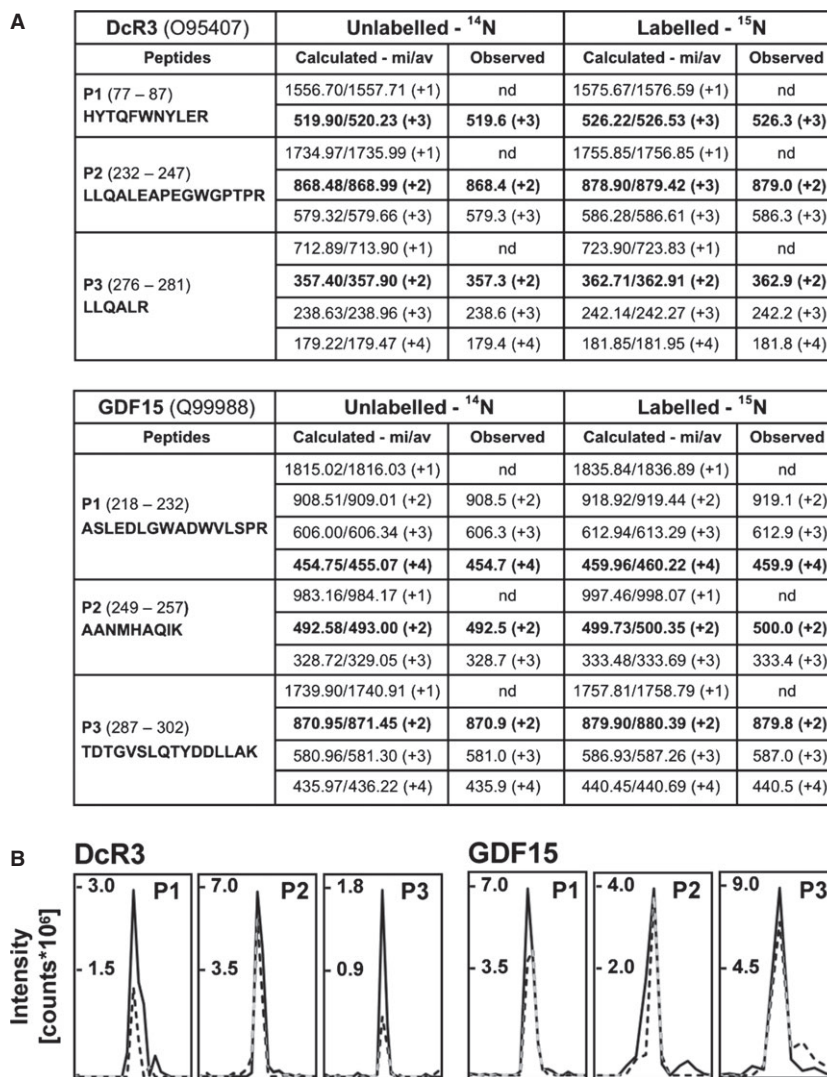 A
DcR3 (O95407) Unlabelled - ¹⁴N Labelled - ¹⁵N
Peptides Calculated - mi/av Observed Calculated - mi/av Observed
P1 (77 – 87)
HYTQFWNYLER
1556.70/1557.71 (+1) nd 1575.67/1576.59 (+1) nd
519.90/520.23 (+3) 519.6 (+3) 526.22/526.53 (+3) 526.3 (+3)
P2 (232 – 247)
LLQALEAPEGWGPTPR
1734.97/1735.99 (+1) nd 1755.85/1756.85 (+1) nd
868.48/868.99 (+2) 868.4 (+2) 878.90/879.42 (+3) 879.0 (+2)
579.32/579.66 (+3) 579.3 (+3) 586.28/586.61 (+3) 586.3 (+3)
P3 (276 – 281)
LLQALR
712.89/713.90 (+1) nd 723.90/723.83 (+1) nd
357.40/357.90 (+2) 357.3 (+2) 362.71/362.91 (+2) 362.9 (+2)
238.63/238.96 (+3) 238.6 (+3) 242.14/242.27 (+3) 242.2 (+3)
179.22/179.47 (+4) 179.4 (+4) 181.85/181.95 (+4) 181.8 (+4)
GDF15 (Q99988) Unlabelled - ¹⁴N Labelled - ¹⁵N
Peptides Calculated - mi/av Observed Calculated - mi/av Observed
P1 (218 – 232)
ASLEDLGWADWVLSPR
1815.02/1816.03 (+1) nd 1835.84/1836.89 (+1) nd
908.51/909.01 (+2) 908.5 (+2) 918.92/919.44 (+2) 919.1 (+2)
606.00/606.34 (+3) 606.3 (+3) 612.94/613.29 (+3) 612.9 (+3)
454.75/455.07 (+4) 454.7 (+4) 459.96/460.22 (+4) 459.9 (+4)
P2 (249 – 257)
AANMHAQIK
983.16/984.17 (+1) nd 997.46/998.07 (+1) nd
492.58/493.00 (+2) 492.5 (+2) 499.73/500.35 (+2) 500.0 (+2)
328.72/329.05 (+3) 328.7 (+3) 333.48/333.69 (+3) 333.4 (+3)
P3 (287 – 302)
TDTGVSLQTYDDLLAK
1739.90/1740.91 (+1) nd 1757.81/1758.79 (+1) nd
870.95/871.45 (+2) 870.9 (+2) 879.90/880.39 (+2) 879.8 (+2)
580.96/581.30 (+3) 581.0 (+3) 586.93/587.26 (+3) 587.0 (+3)
435.97/436.22 (+4) 435.9 (+4) 440.45/440.69 (+4) 440.5 (+4)
B
DcR3 GDF15
Intensity
[counts*10⁶]
3.0 P1 7.0 P2 1.8 P3 7.0 P1 4.0 P2 9.0 P3
1.5 3.5 0.9 3.5 2.0 4.5